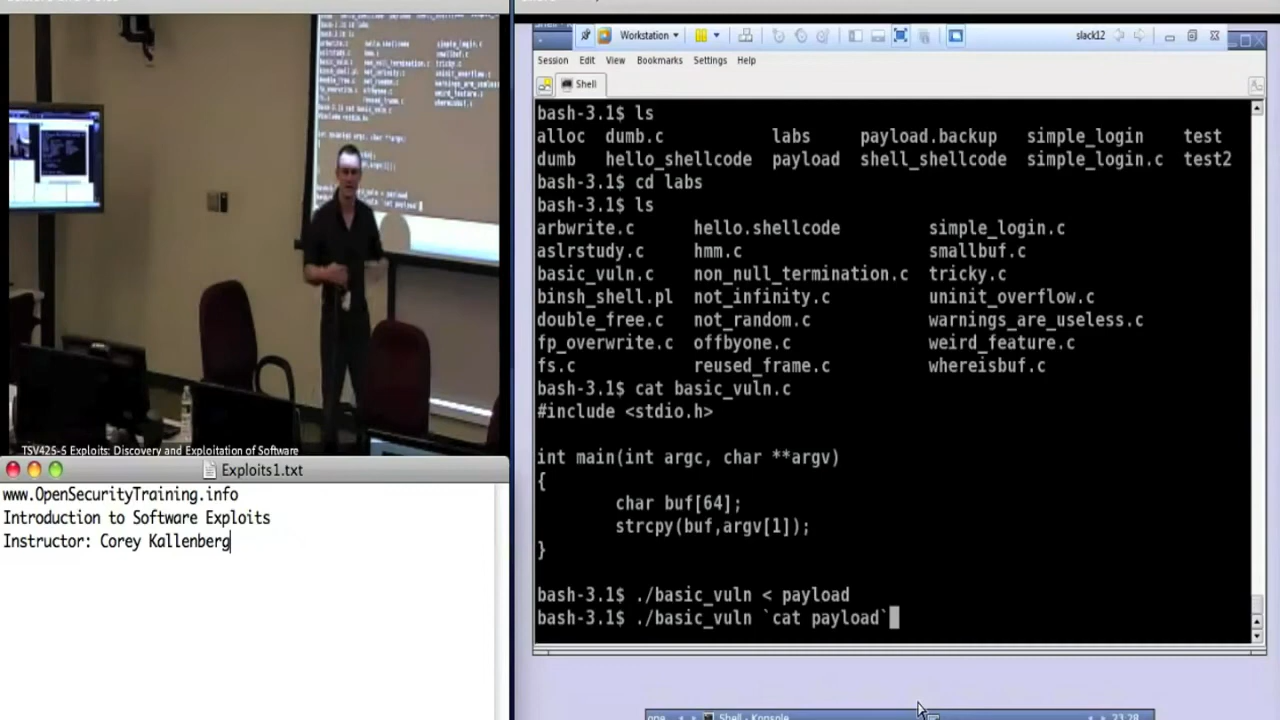 Workstation
slack12
Session Edit View Bookmarks Settings Help
Shell
bash-3.1$ ls
alloc dumb.c labs payload.backup simple_login test
dumb hello_shellcode payload shell_shellcode simple_login.c test2
bash-3.1$ cd labs
bash-3.1$ ls
arbwrite.c hello.shellcode simple_login.c
aslrstudy.c hmm.c smallbuf.c
basic_vuln.c non_null_termination.c tricky.c
binsh_shell.pl not_infinity.c uninit_overflow.c
double_free.c not_random.c warnings_are_useless.c
fp_overwrite.c offbyone.c weird_feature.c
fs.c reused_frame.c whereisbuf.c
bash-3.1$ cat basic_vuln.c
#include <stdio.h>
int main(int argc, char **argv)
{
char buf[64];
strcpy(buf,argv[1]);
}
bash-3.1$ ./basic_vuln < payload
bash-3.1$ ./basic_vuln `cat payload`
TSV425-5 Exploits: Discovery and Exploitation of Software
Exploits1.txt
www.OpenSecurityTraining.info
Introduction to Software Exploits
Instructor: Corey Kallenberg
Shell - Konsole